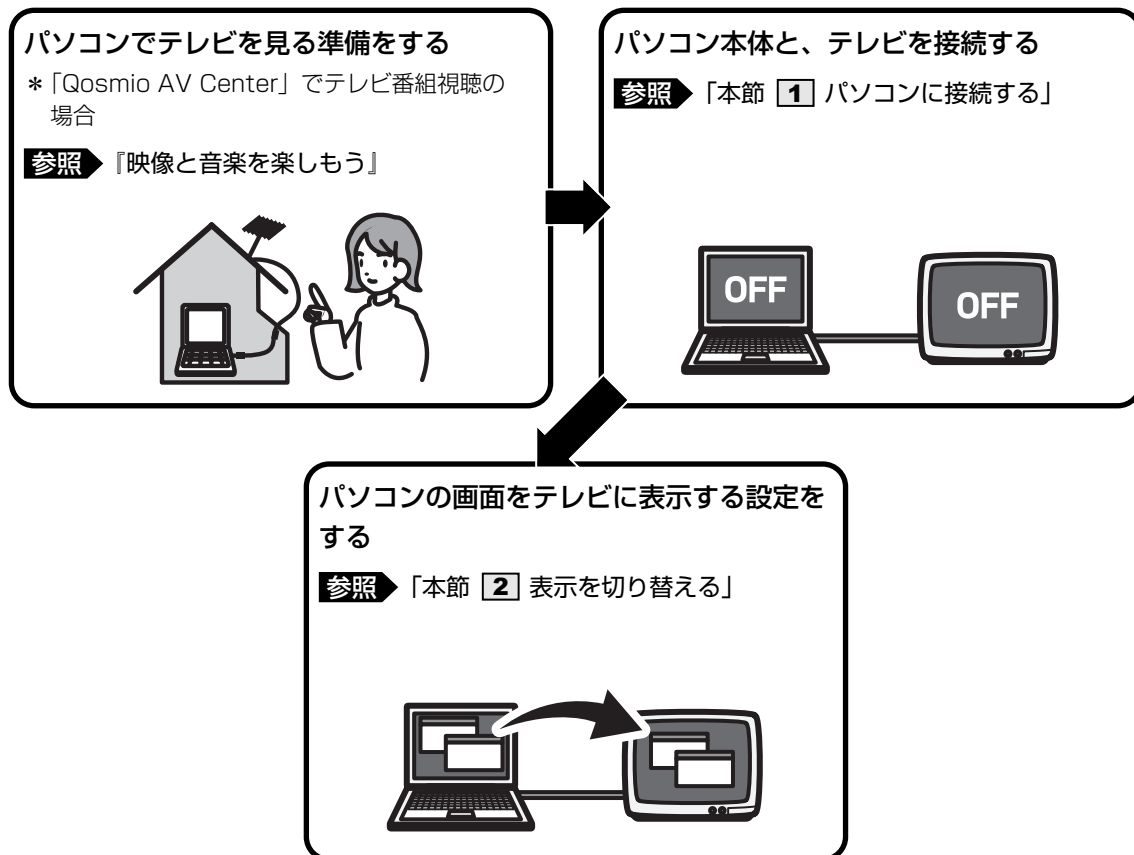 パソコンでテレビを見る準備をする
*「Qosmio AV Center」でテレビ番組視聴の
場合
参照 『映像と音楽を楽しもう』
パソコン本体と、テレビを接続する
参照 「本節 1 パソコンに接続する」
OFF
OFF
パソコンの画面をテレビに表示する設定を
する
参照 「本節 2 表示を切り替える」